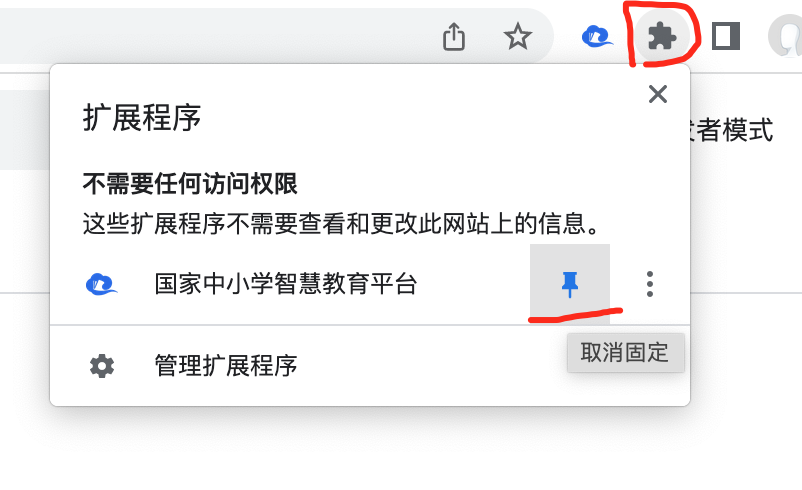 扩展程序
者模式
不需要任何访问权限
这些扩展程序不需要查看和更改此网站上的信息。
国家中小学智慧教育平台
取消固定
管理扩展程序